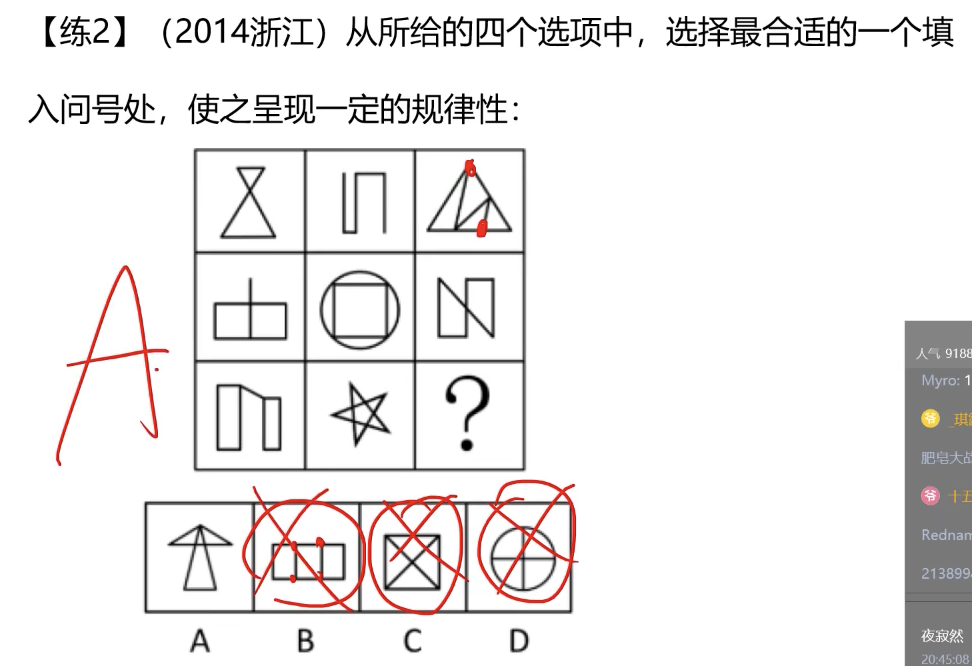 【练2】（2014浙江）从所给的四个选项中，选择最合适的一个填
入问号处，使之呈现一定的规律性：
?
A
A B C D
人气 9188
Myro: 1
爷 _琪
肥皂大
爷 十五
Rednam
213899
夜寂然
20:45:08